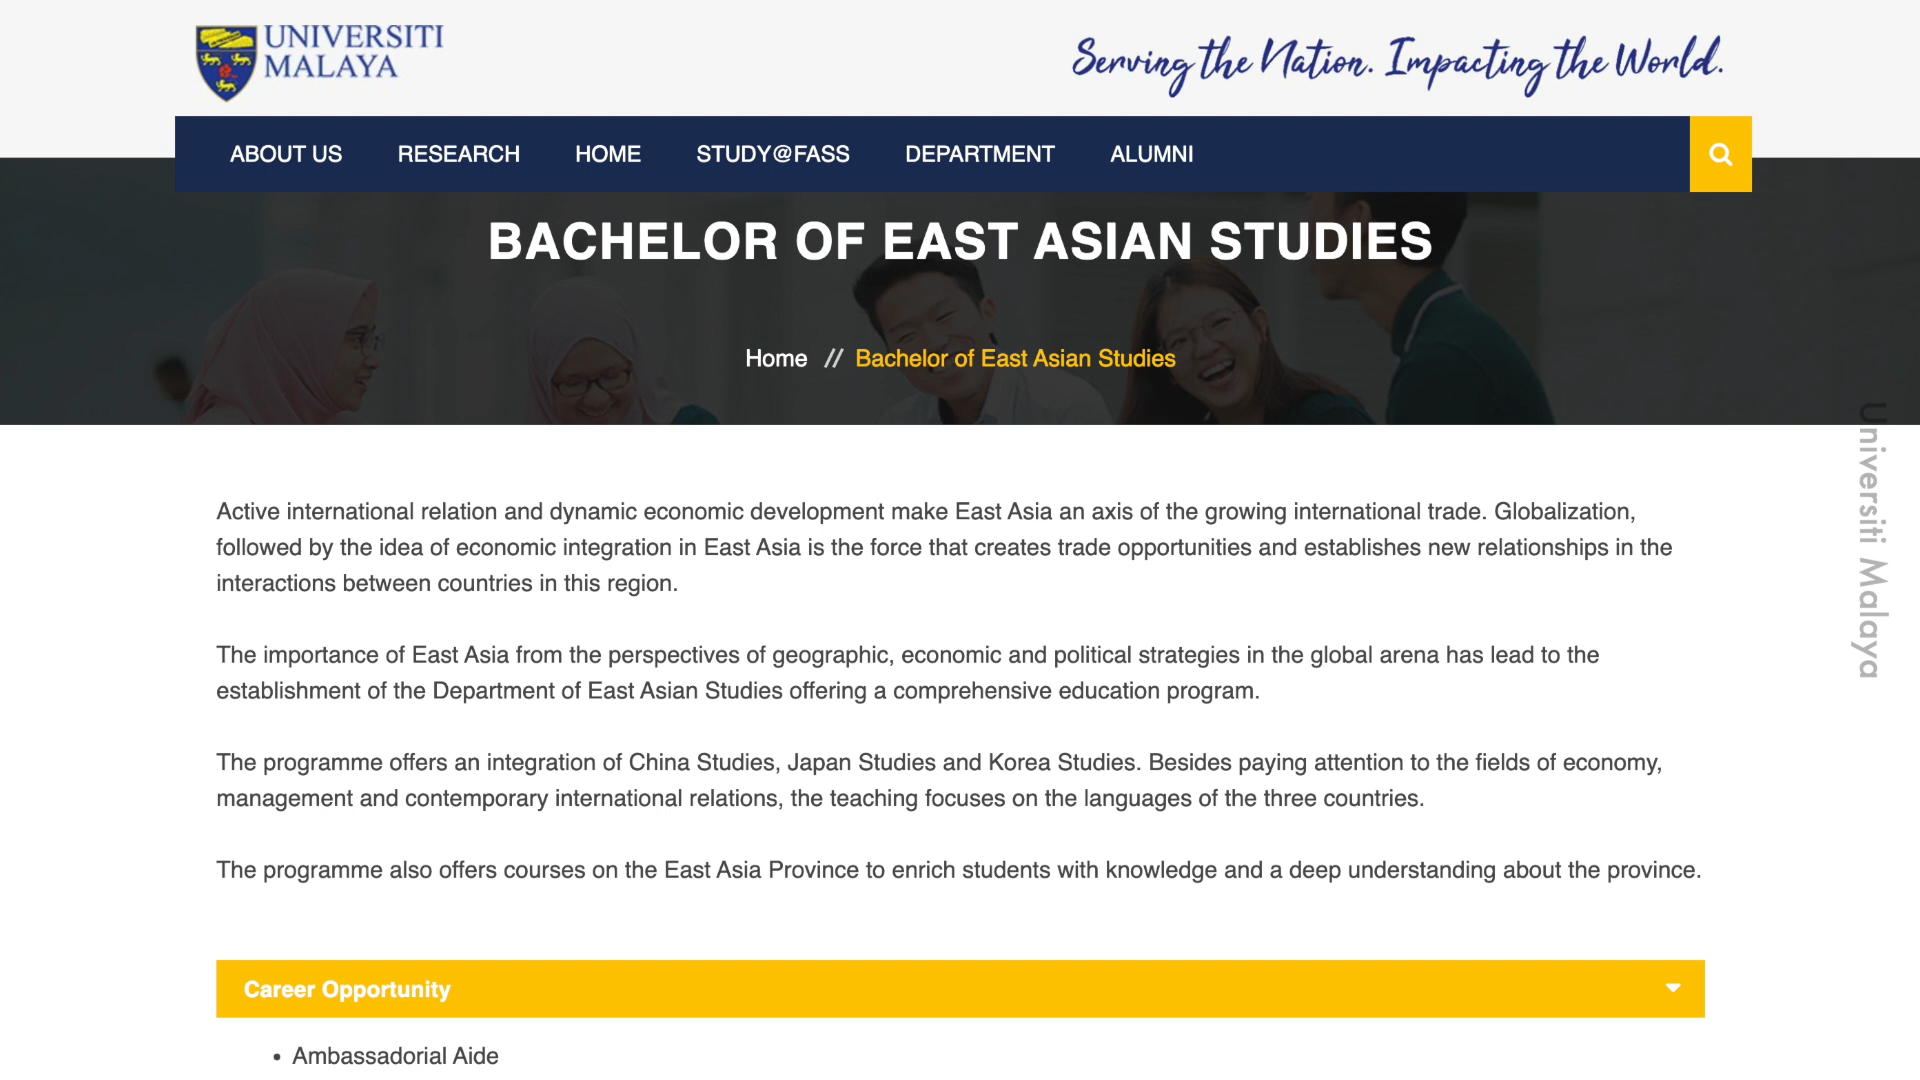 UNIVERSITI
MALAYA
Serving the Nation. Impacting the World.
ABOUT US RESEARCH HOME STUDY@FASS DEPARTMENT ALUMNI
BACHELOR OF EAST ASIAN STUDIES
Home // Bachelor of East Asian Studies
Universiti Malaya
Active international relation and dynamic economic development make East Asia an axis of the growing international trade. Globalization,
followed by the idea of economic integration in East Asia is the force that creates trade opportunities and establishes new relationships in the
interactions between countries in this region.
The importance of East Asia from the perspectives of geographic, economic and political strategies in the global arena has lead to the
establishment of the Department of East Asian Studies offering a comprehensive education program.
The programme offers an integration of China Studies, Japan Studies and Korea Studies. Besides paying attention to the fields of economy,
management and contemporary international relations, the teaching focuses on the languages of the three countries.
The programme also offers courses on the East Asia Province to enrich students with knowledge and a deep understanding about the province.
Career Opportunity
• Ambassadorial Aide